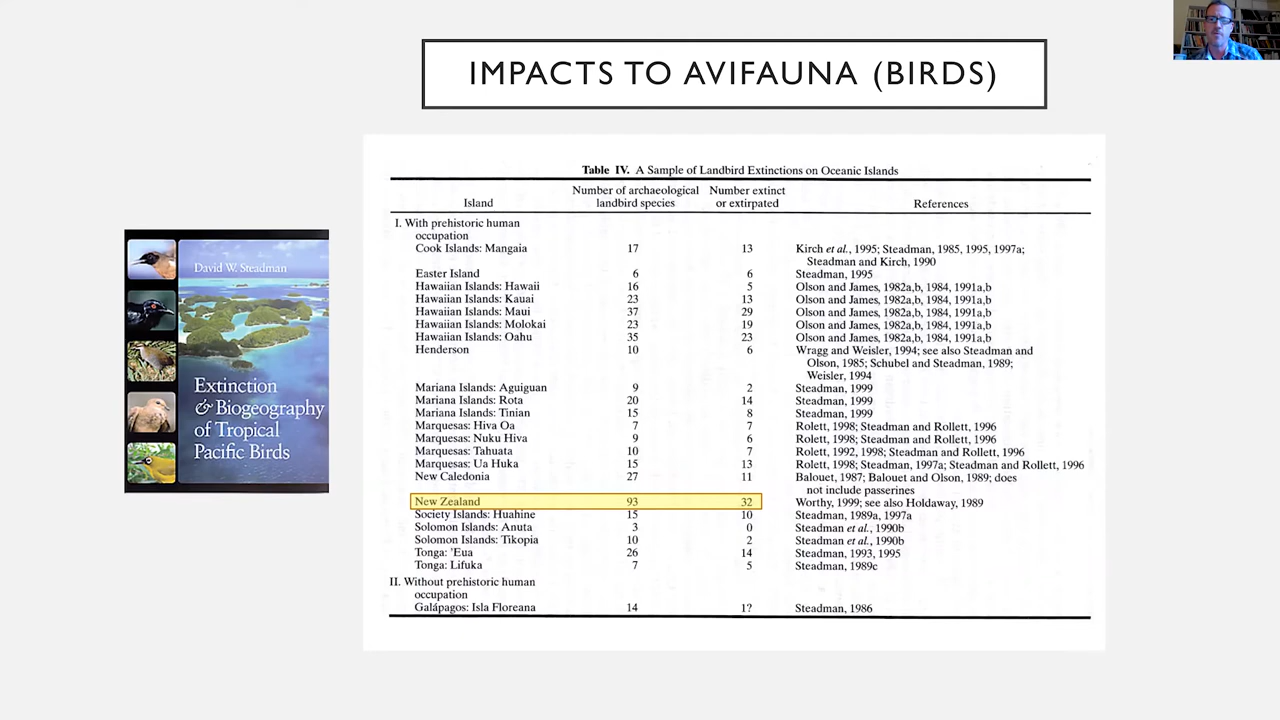 IMPACTS TO AVIFAUNA (BIRDS)
David W. Steadman
Extinction
& Biogeography
of Tropical
Pacific Birds
Table IV. A Sample of Landbird Extinctions on Oceanic Islands
Island Number of archaeological landbird species Number extinct or extirpated References
I. With prehistoric human
occupation
Cook Islands: Mangaia 17 13 Kirch et al., 1995; Steadman, 1985, 1995, 1997a;
Steadman and Kirch, 1990
Easter Island 6 6 Steadman, 1995
Hawaiian Islands: Hawaii 16 5 Olson and James, 1982a,b, 1984, 1991a,b
Hawaiian Islands: Kauai 23 13 Olson and James, 1982a,b, 1984, 1991a,b
Hawaiian Islands: Maui 37 29 Olson and James, 1982a,b, 1984, 1991a,b
Hawaiian Islands: Molokai 23 19 Olson and James, 1982a,b, 1984, 1991a,b
Hawaiian Islands: Oahu 35 23 Olson and James, 1982a,b, 1984, 1991a,b
Henderson 10 6 Wragg and Weisler, 1994; see also Steadman and
Olson, 1985; Schubel and Steadman, 1989;
Weisler, 1994
Mariana Islands: Aguiguan 9 2 Steadman, 1999
Mariana Islands: Rota 20 14 Steadman, 1999
Mariana Islands: Tinian 15 8 Steadman, 1999
Marquesas: Hiva Oa 7 7 Rolett, 1998; Steadman and Rollett, 1996
Marquesas: Nuku Hiva 9 6 Rolett, 1998; Steadman and Rollett, 1996
Marquesas: Tahuata 10 7 Rolett, 1992, 1998; Steadman and Rollett, 1996
Marquesas: Ua Huka 15 13 Rolett, 1998; Steadman, 1997a; Steadman and Rollett, 1996
New Caledonia 27 11 Balouet, 1987; Balouet and Olson, 1989; does
not include passerines
New Zealand 93 32 Worthy, 1999; see also Holdaway, 1989
Society Islands: Huahine 15 10 Steadman, 1989a, 1997a
Solomon Islands: Anuta 3 0 Steadman et al., 1990b
Solomon Islands: Tikopia 10 2 Steadman et al., 1990b
Tonga: 'Eua 26 14 Steadman, 1993, 1995
Tonga: Lifuka 7 5 Steadman, 1989c
II. Without prehistoric human
occupation
Galápagos: Isla Floreana 14 1? Steadman, 1986